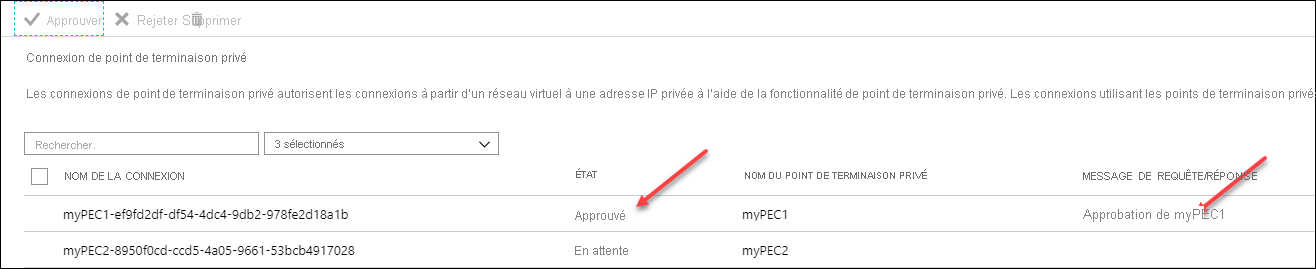 Approuver Rejeter Supprimer
Connexion de point de terminaison privé
Les connexions de point de terminaison privé autorisent les connexions à partir d'un réseau virtuel à une adresse IP privée à l'aide de la fonctionnalité de point de terminaison privé. Les connexions utilisant les points de terminaison privé
Rechercher. 3 sélectionnés
NOM DE LA CONNEXION ÉTAT NOM DU POINT DE TERMINAISON PRIVÉ MESSAGE DE REQUÊTE/RÉPONSE
myPEC1-ef9fd2df-df54-4dc4-9db2-978fe2d18a1b Approuvé myPEC1 Approbation de myPEC1
myPEC2-8950f0cd-ccd5-4a05-9661-53bcb4917028 En attente myPEC2